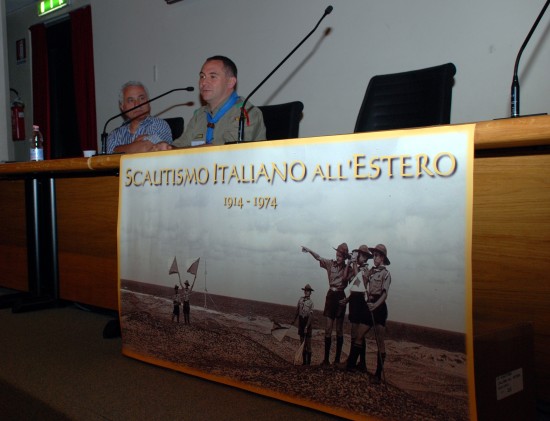 SCAUTISMO ITALIANO ALL'ESTERO
1914 - 1974